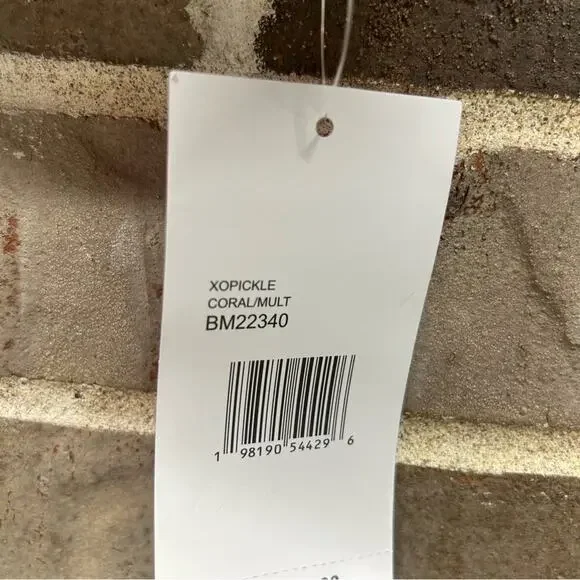 XOPICKLE
CORAL/MULT
BM22340
1 98190 54429 6